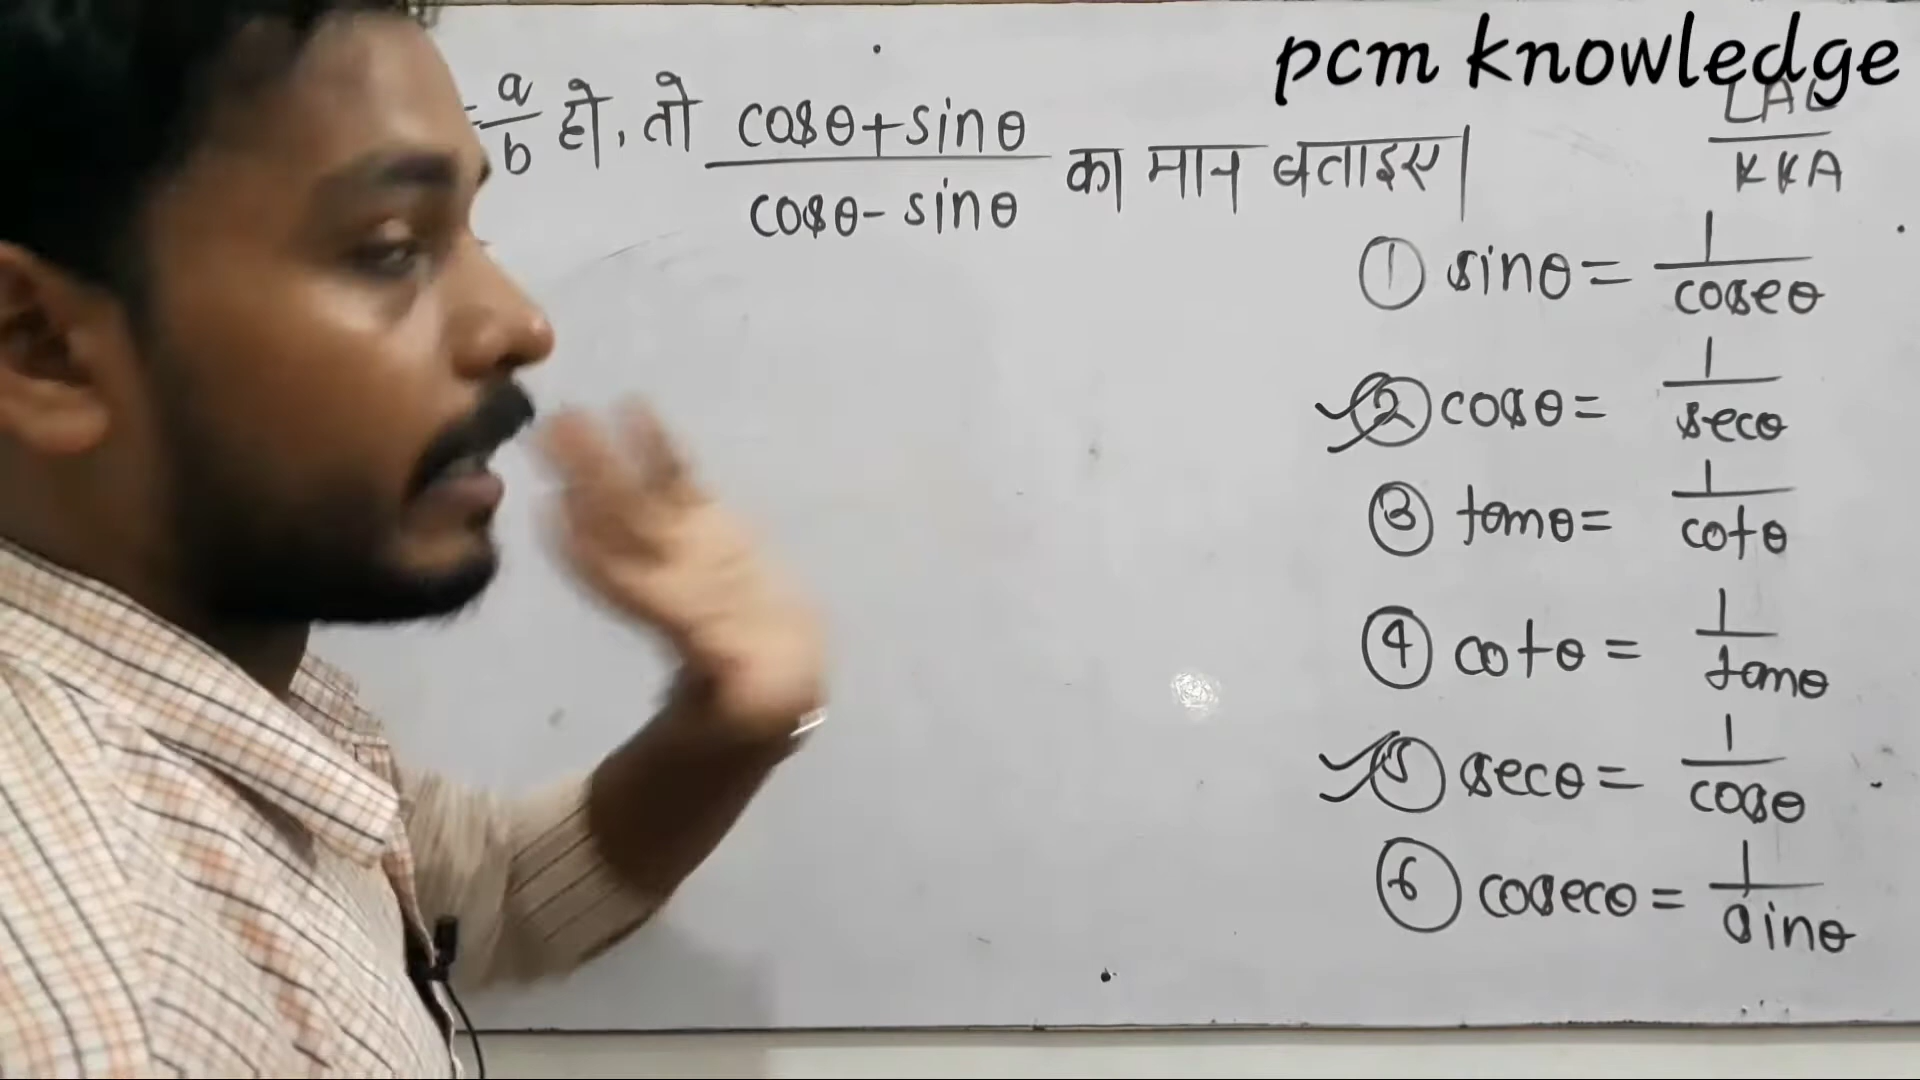 pcm knowledge
= a/b हो, तो cosθ+sinθ / cosθ-sinθ का मान बताइए।
LAL / KKA
① sinθ = 1 / cosecθ
② cosθ = 1 / secθ
③ tanθ = 1 / cotθ
④ cotθ = 1 / tanθ
⑤ secθ = 1 / cosθ
⑥ cosecθ = 1 / sinθ